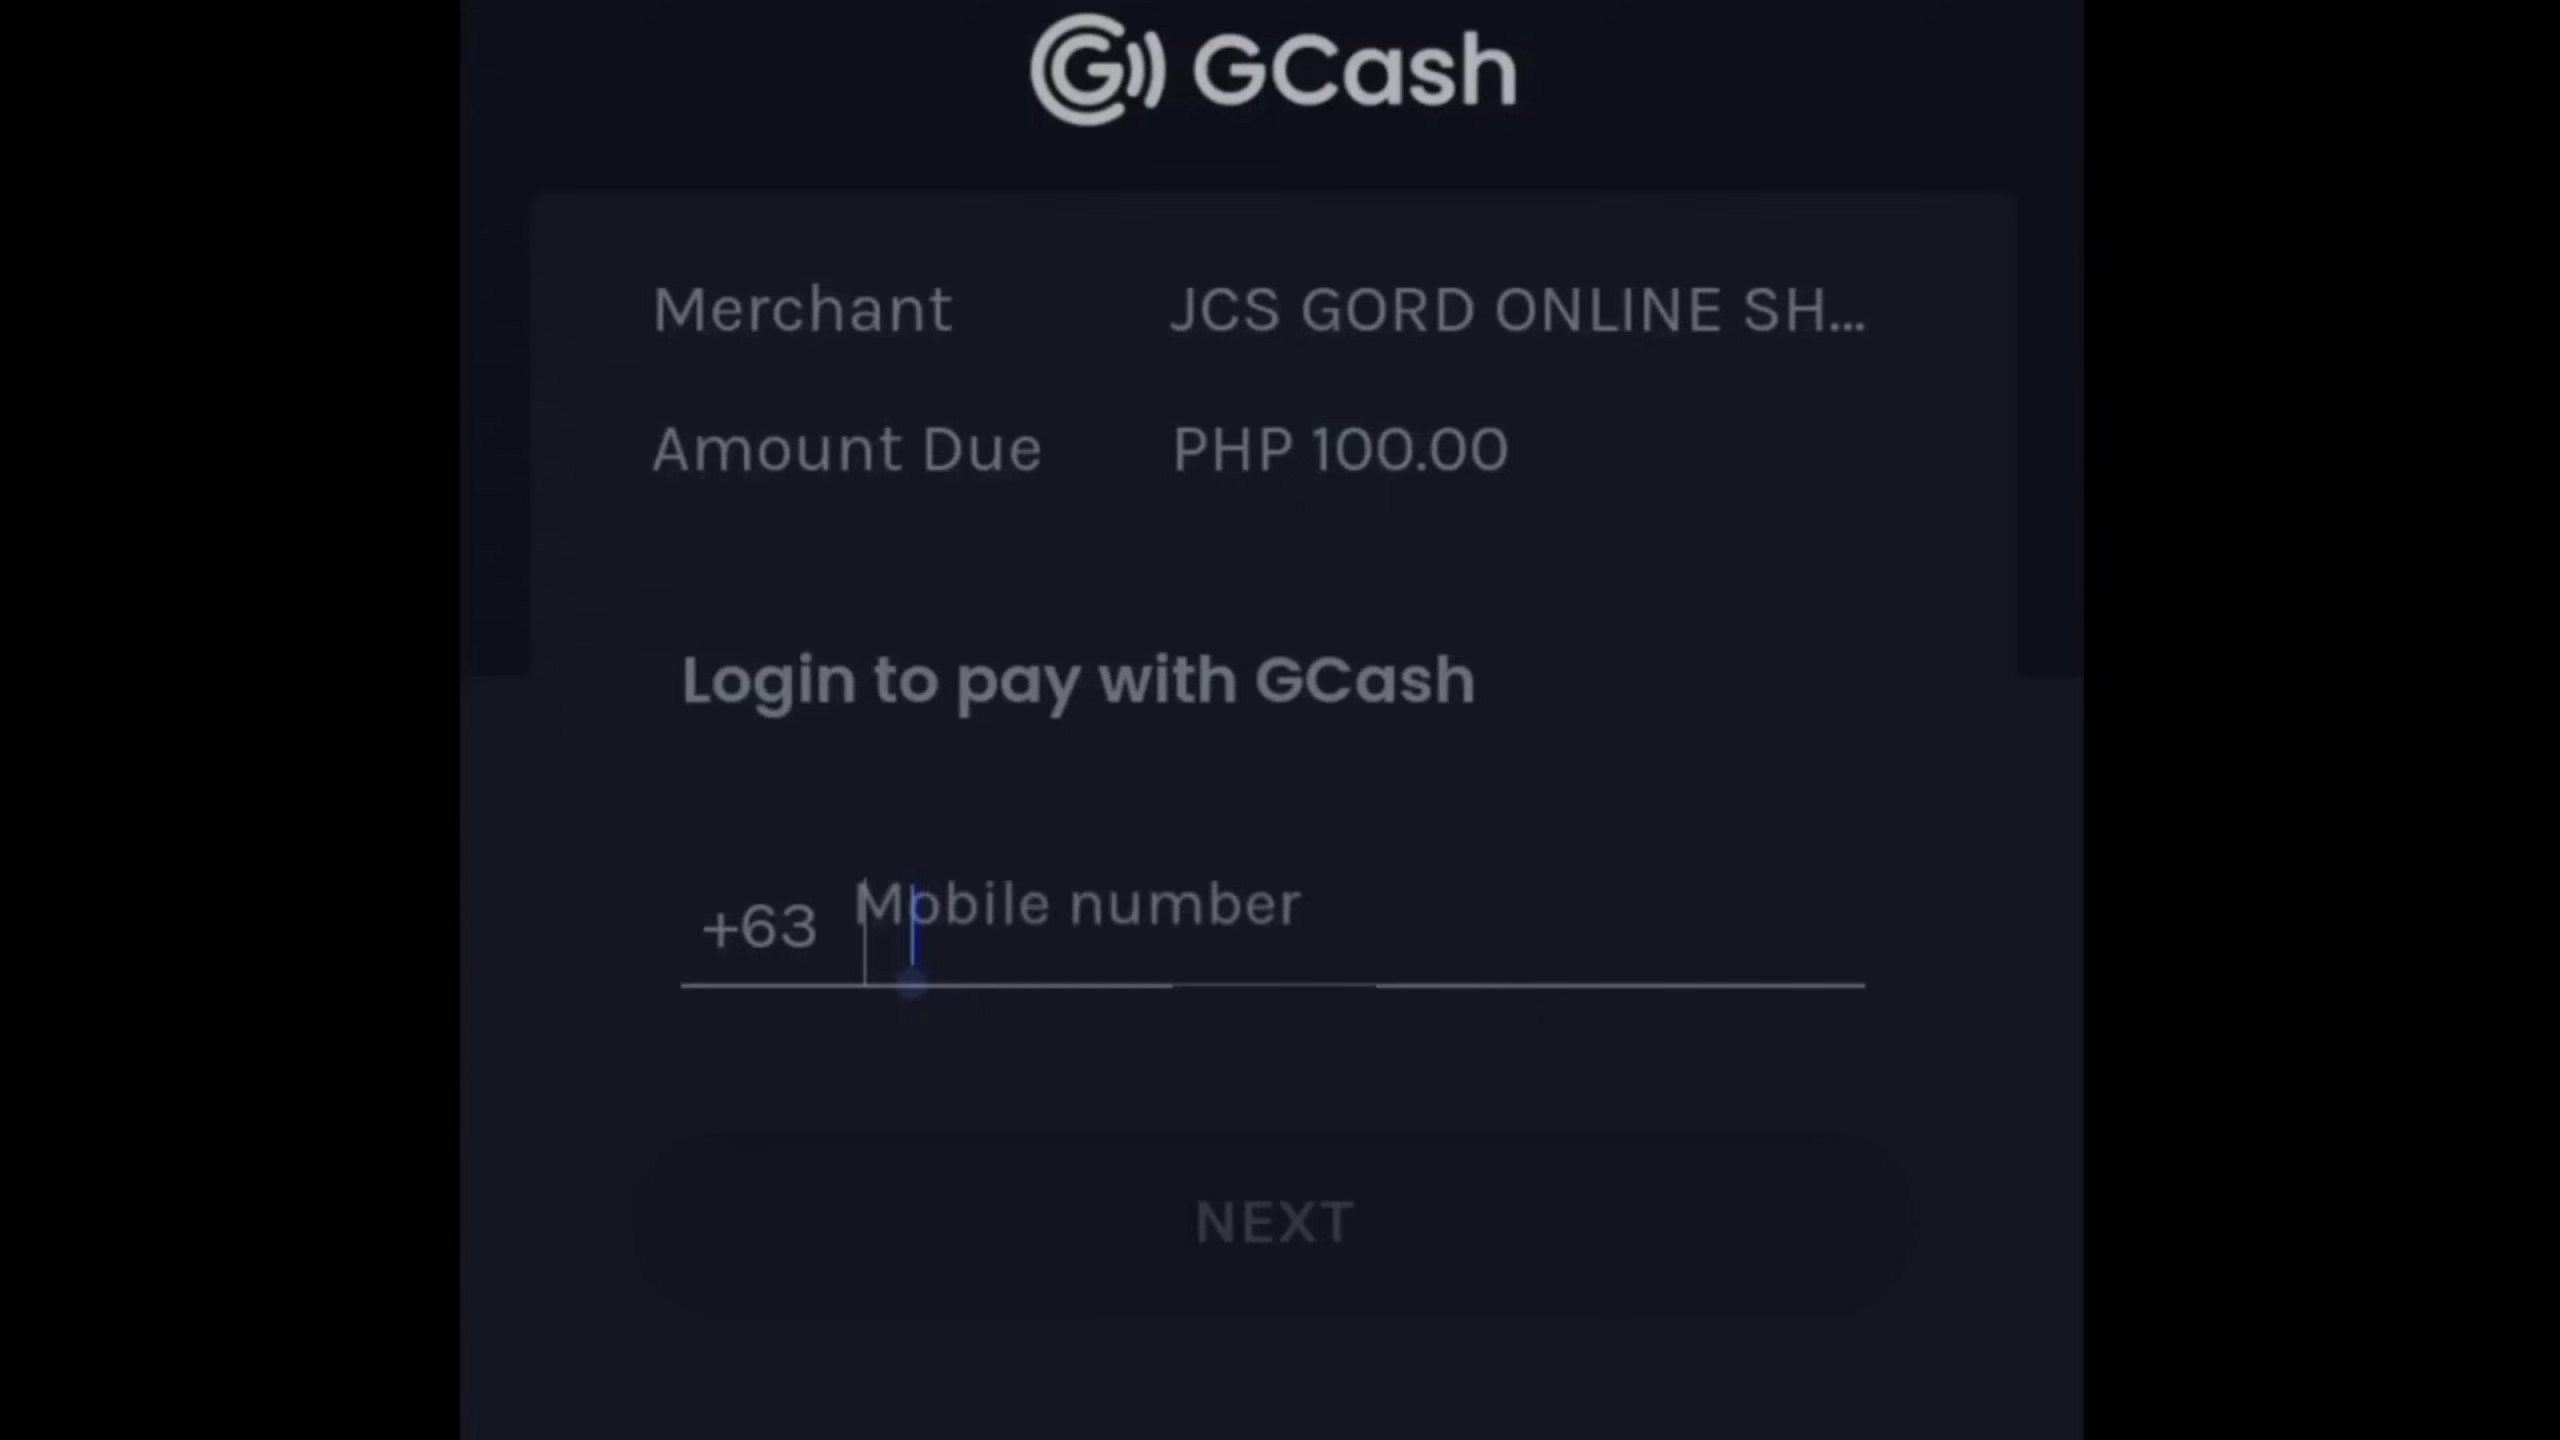 GCash
Merchant JCS GORD ONLINE SH...
Amount Due PHP 100.00
Login to pay with GCash
+63 Mobile number
NEXT